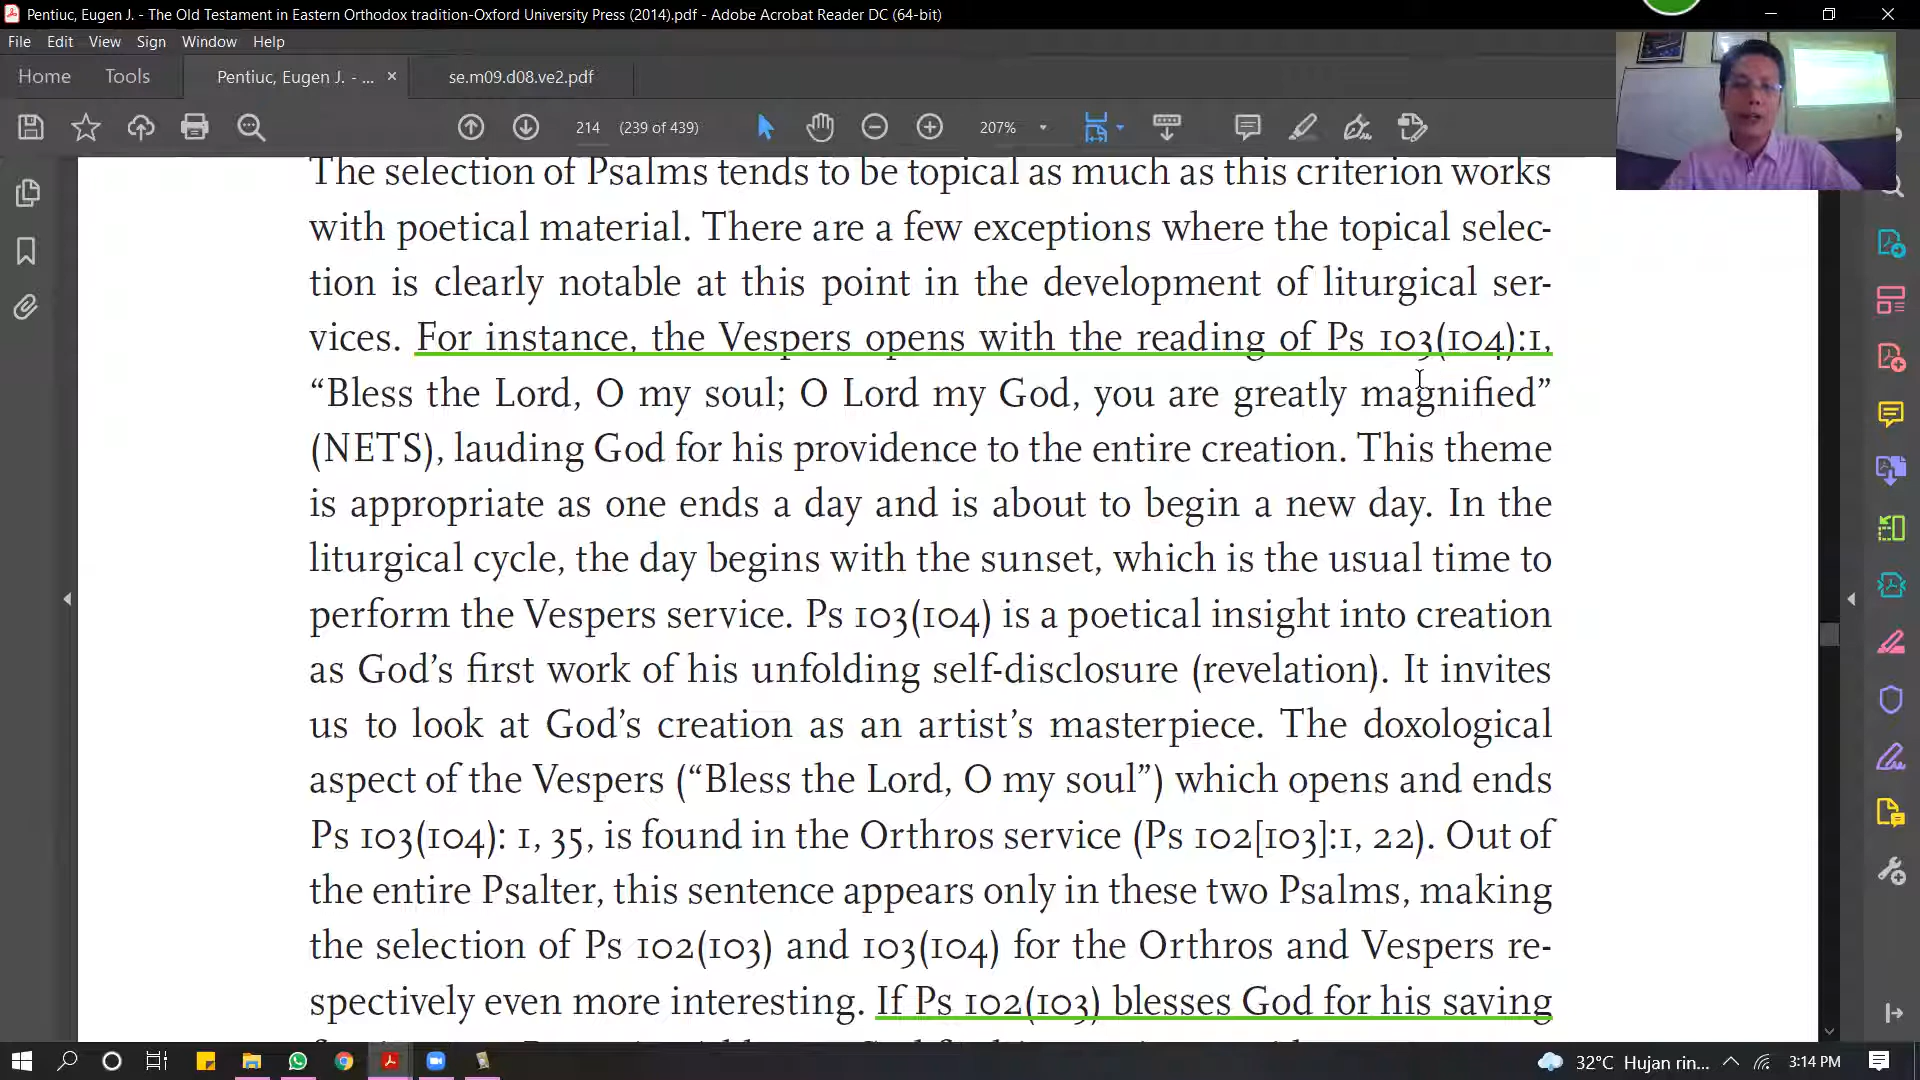 Pentiuc, Eugen J. - The Old Testament in Eastern Orthodox tradition-Oxford University Press (2014).pdf - Adobe Acrobat Reader DC (64-bit)
File Edit View Sign Window Help
Home Tools Pentiuc, Eugen J. - ... se.m09.d08.ve2.pdf
214 (239 of 439) 207%
The selection of Psalms tends to be topical as much as this criterion works
with poetical material. There are a few exceptions where the topical selec-
tion is clearly notable at this point in the development of liturgical ser-
vices. For instance, the Vespers opens with the reading of Ps 103(104):1,
“Bless the Lord, O my soul; O Lord my God, you are greatly magnified”
(NETS), lauding God for his providence to the entire creation. This theme
is appropriate as one ends a day and is about to begin a new day. In the
liturgical cycle, the day begins with the sunset, which is the usual time to
perform the Vespers service. Ps 103(104) is a poetical insight into creation
as God’s first work of his unfolding self-disclosure (revelation). It invites
us to look at God’s creation as an artist’s masterpiece. The doxological
aspect of the Vespers (“Bless the Lord, O my soul”) which opens and ends
Ps 103(104): 1, 35, is found in the Orthros service (Ps 102[103]:1, 22). Out of
the entire Psalter, this sentence appears only in these two Psalms, making
the selection of Ps 102(103) and 103(104) for the Orthros and Vespers re-
spectively even more interesting. If Ps 102(103) blesses God for his saving
32°C Hujan rin... 3:14 PM